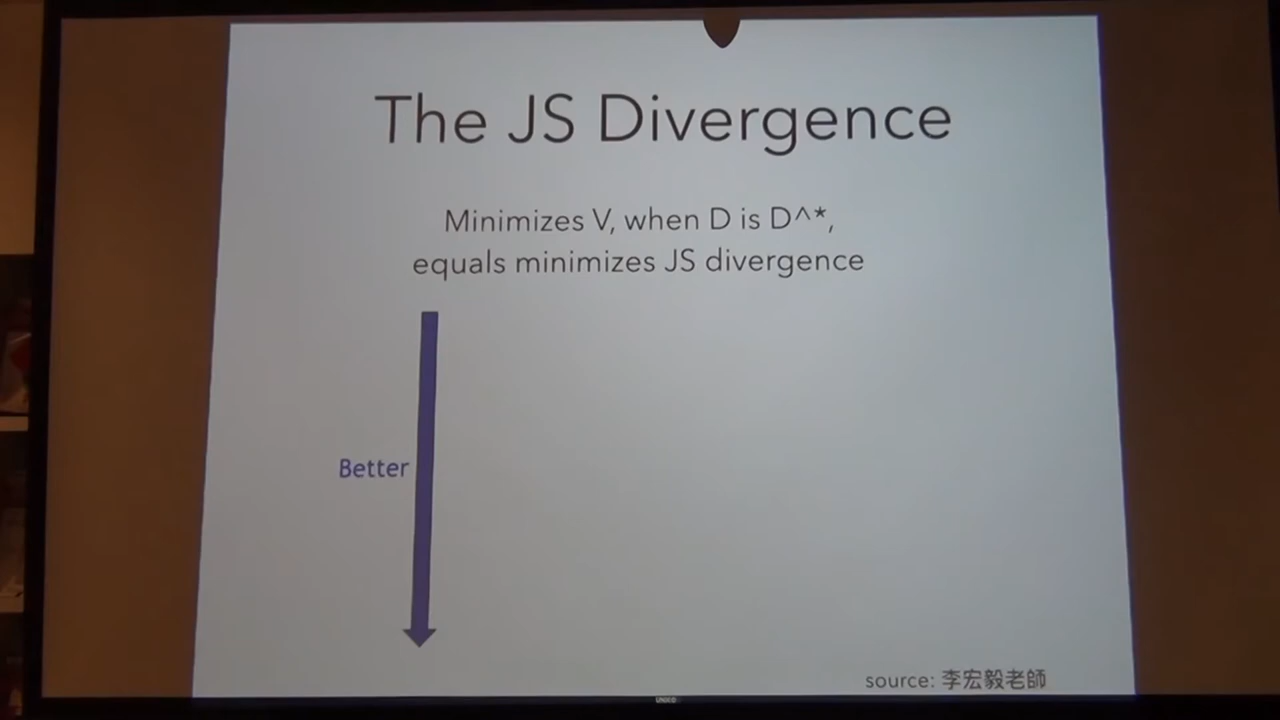 The JS Divergence
Minimizes V, when D is D^*,
equals minimizes JS divergence
Better
source: 李宏毅老師